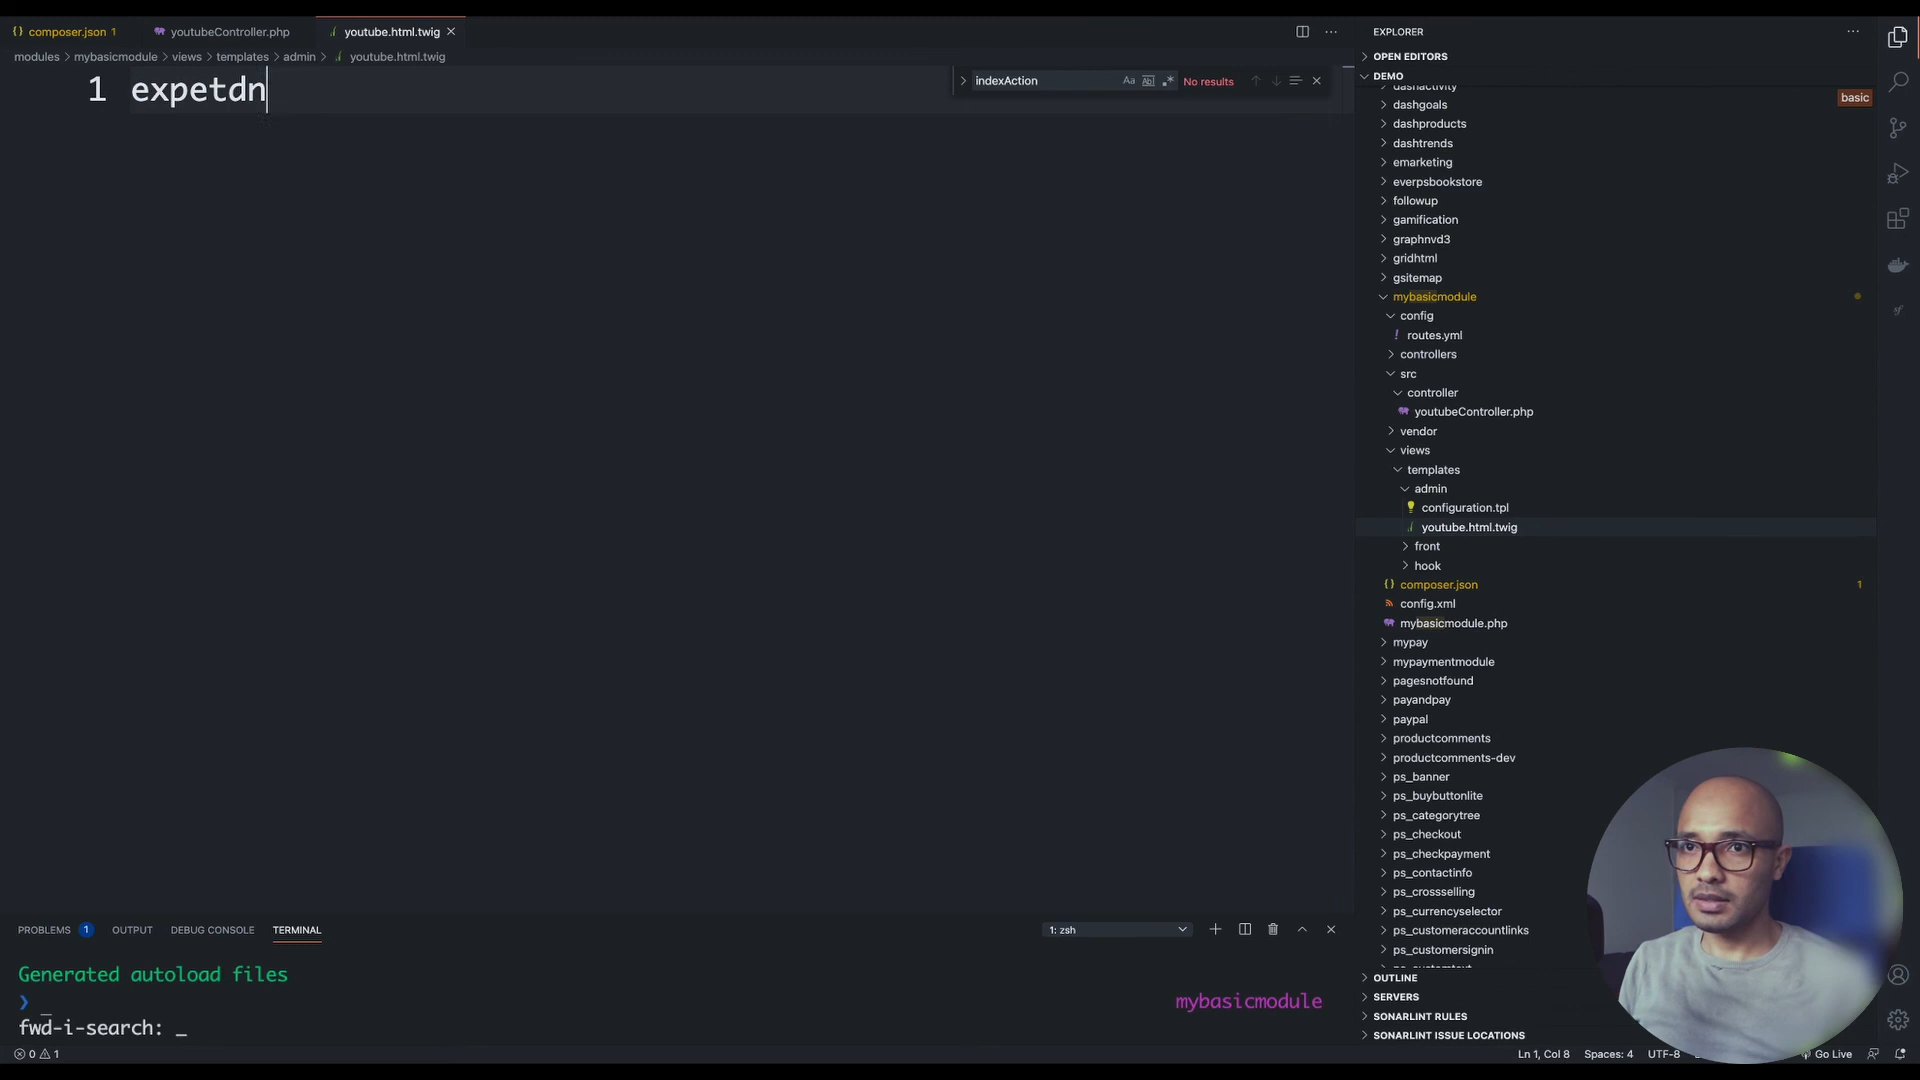 composer.json 1
youtubeController.php
youtube.html.twig
modules > mybasicmodule > views > templates > admin > youtube.html.twig
1 expetdn
indexAction
Aa
No results
EXPLORER
OPEN EDITORS
DEMO
basic
dashactivity
dashgoals
dashproducts
dashtrends
emarketing
everpsbookstore
followup
gamification
graphnvd3
gridhtml
gsitemap
mybasicmodule
config
routes.yml
controllers
src
controller
youtubeController.php
vendor
views
templates
admin
configuration.tpl
youtube.html.twig
front
hook
composer.json 1
config.xml
mybasicmodule.php
mypay
mypaymentmodule
pagesnotfound
payandpay
paypal
productcomments
productcomments-dev
ps_banner
ps_buybuttonlite
ps_categorytree
ps_checkout
ps_checkpayment
ps_contactinfo
ps_crossselling
ps_currencyselector
ps_customeraccountlinks
ps_customersignin
OUTLINE
SERVERS
SONARLINT RULES
SONARLINT ISSUE LOCATIONS
PROBLEMS 1
OUTPUT
DEBUG CONSOLE
TERMINAL
1: zsh
Generated autoload files
❯ _
mybasicmodule
fwd-i-search: _
0 1
Ln 1, Col 8
Spaces: 4
UTF-8
Go Live